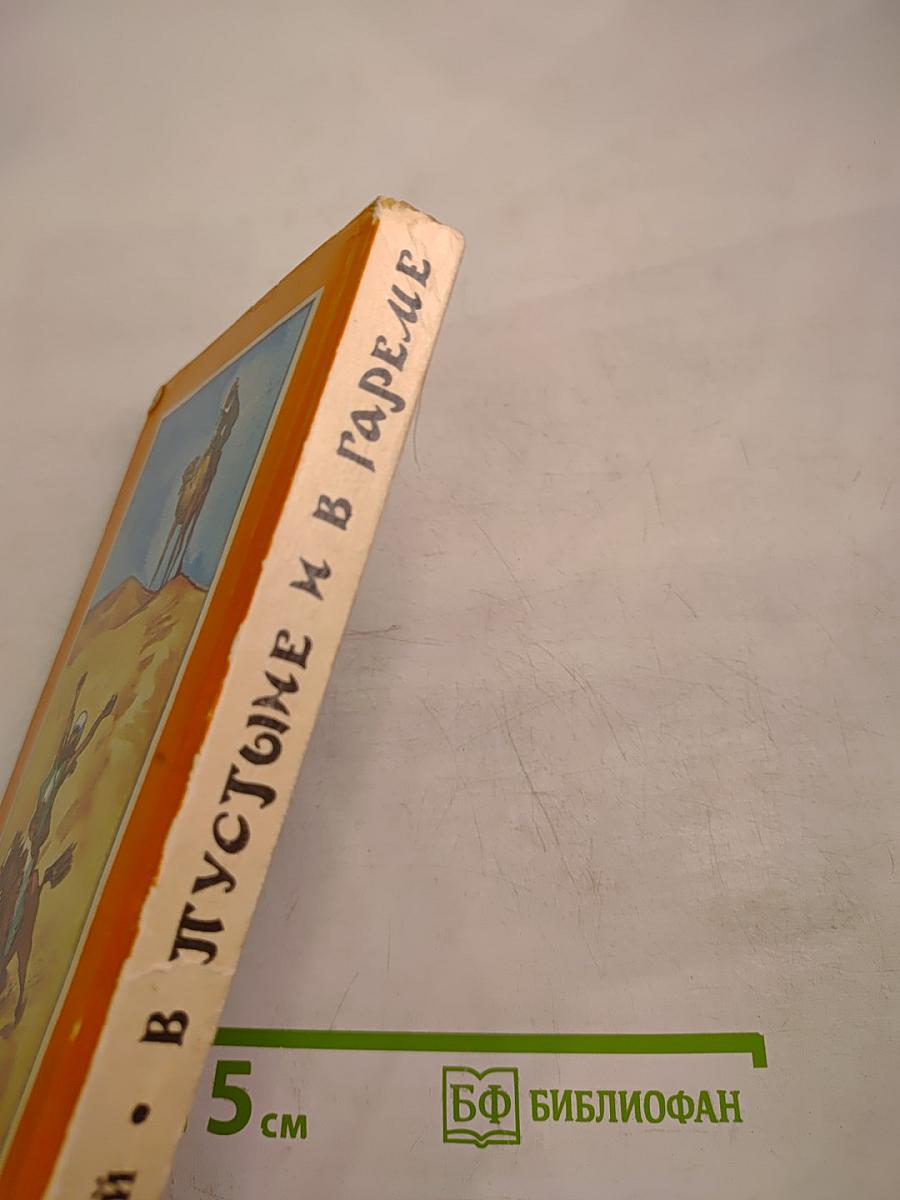 Й • В ПУСТЫНЕ И В ГАРЕМЕ
5 см
БФ БИБЛИОФАН